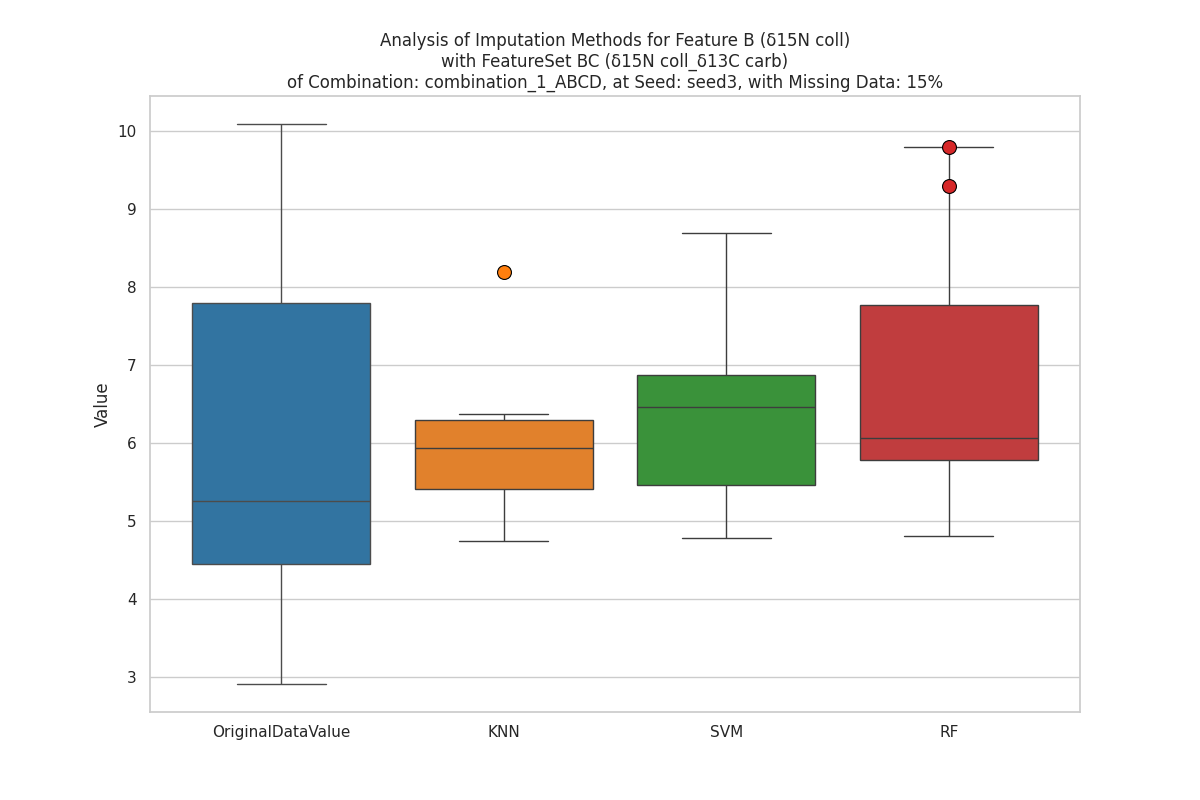 Analysis of Imputation Methods for Feature B (δ15N coll)
with FeatureSet BC (δ15N coll_δ13C carb)
of Combination: combination_1_ABCD, at Seed: seed3, with Missing Data: 15%
10
9
8
7
6
5
4
3
Value
OriginalDataValue
KNN
SVM
RF